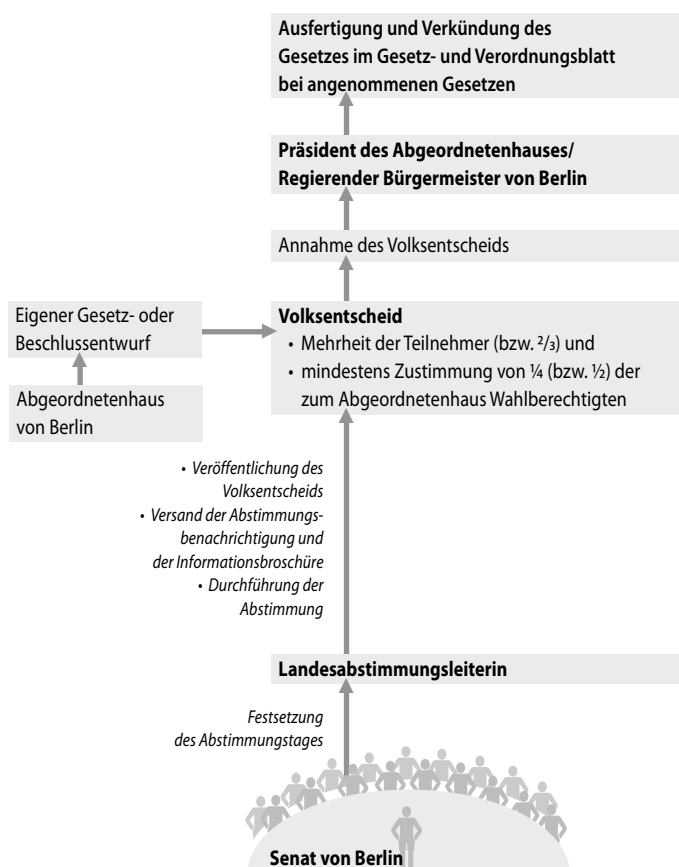 Ausfertigung und Verkündung des
Gesetzes im Gesetz- und Verordnungsblatt
bei angenommenen Gesetzen
Präsident des Abgeordnetenhauses/
Regierender Bürgermeister von Berlin
Annahme des Volksentscheids
Eigener Gesetz- oder
Beschlussentwurf
Volksentscheid
• Mehrheit der Teilnehmer (bzw. ²/₃) und
• mindestens Zustimmung von ¼ (bzw. ½) der
zum Abgeordnetenhaus Wahlberechtigten
Abgeordnetenhaus
von Berlin
• Veröffentlichung des
Volksentscheids
• Versand der Abstimmungs-
benachrichtigung und
der Informationsbroschüre
• Durchführung der
Abstimmung
Landesabstimmungsleiterin
Festsetzung
des Abstimmungstages
Senat von Berlin